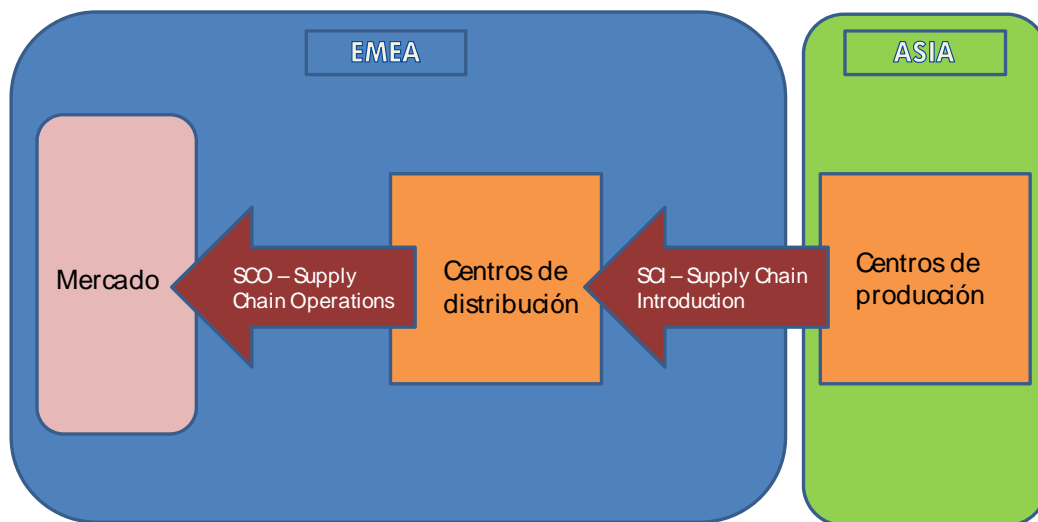 EMEA
ASIA
Mercado
SCO – Supply
Chain Operations
Centros de
distribución
SCI – Supply Chain
Introduction
Centros de
producción